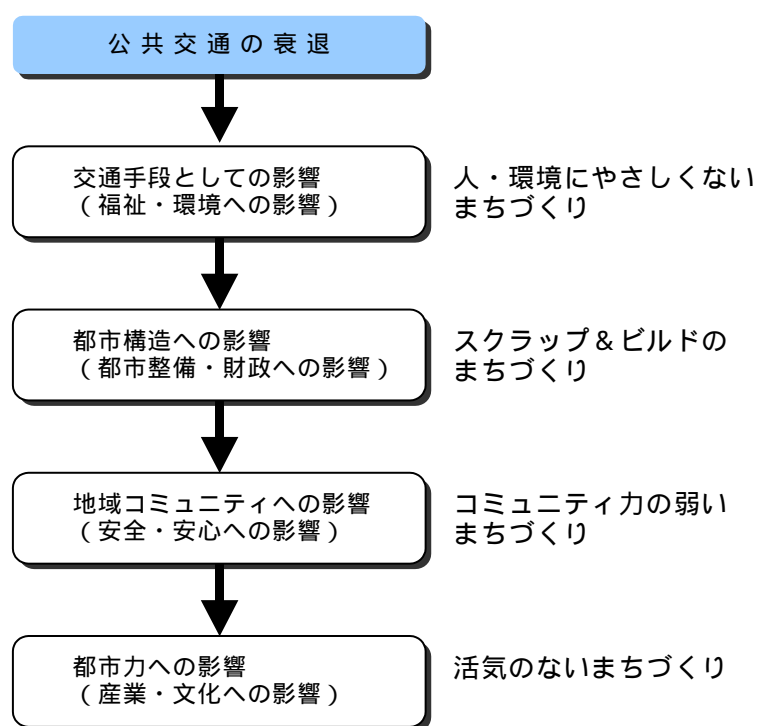 公共交通の衰退
交通手段としての影響
（福祉・環境への影響）
人・環境にやさしくない
まちづくり
都市構造への影響
（都市整備・財政への影響）
スクラップ＆ビルドの
まちづくり
地域コミュニティへの影響
（安全・安心への影響）
コミュニティ力の弱い
まちづくり
都市力への影響
（産業・文化への影響）
活気のないまちづくり